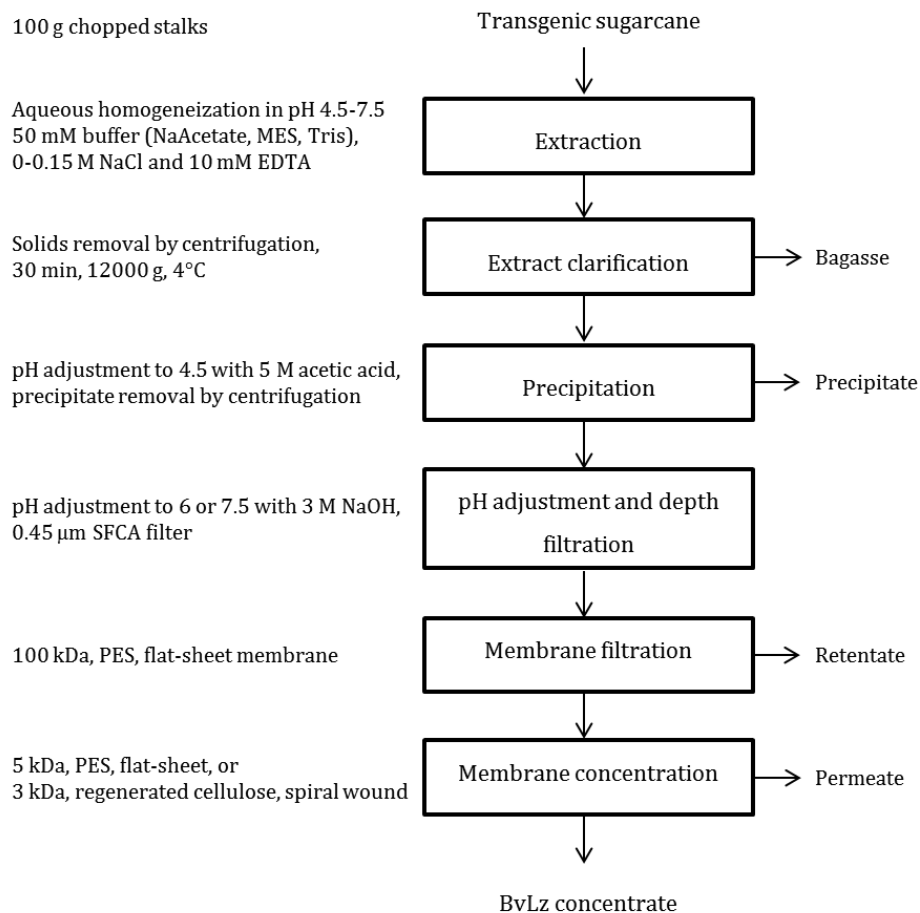 100 g chopped stalks
Transgenic sugarcane
Aqueous homogeneization in pH 4.5-7.5
50 mM buffer (NaAcetate, MES, Tris),
0-0.15 M NaCl and 10 mM EDTA
Extraction
Solids removal by centrifugation,
30 min, 12000 g, 4°C
Extract clarification
Bagasse
pH adjustment to 4.5 with 5 M acetic acid,
precipitate removal by centrifugation
Precipitation
Precipitate
pH adjustment to 6 or 7.5 with 3 M NaOH,
0.45 µm SFCA filter
pH adjustment and depth
filtration
100 kDa, PES, flat-sheet membrane
Membrane filtration
Retentate
5 kDa, PES, flat-sheet, or
3 kDa, regenerated cellulose, spiral wound
Membrane concentration
Permeate
BvLz concentrate